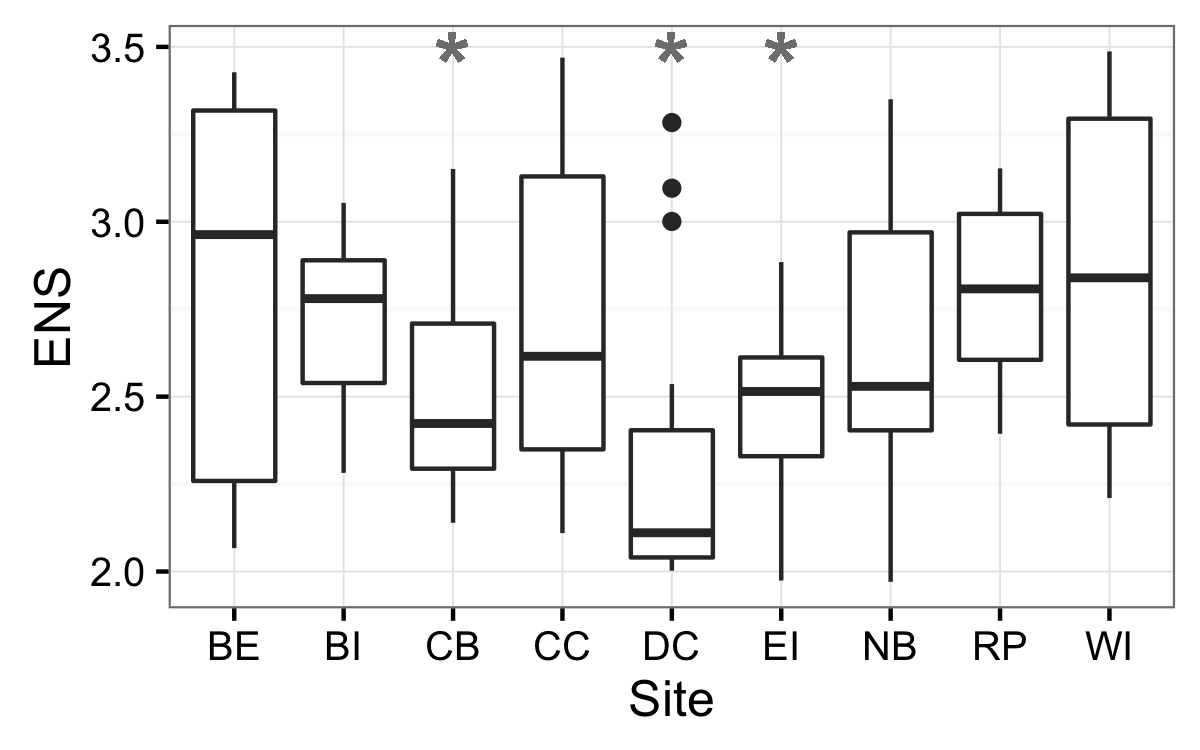 ENS
3.5
3.0
2.5
2.0
* * *
BE BI CB CC DC EI NB RP WI
Site